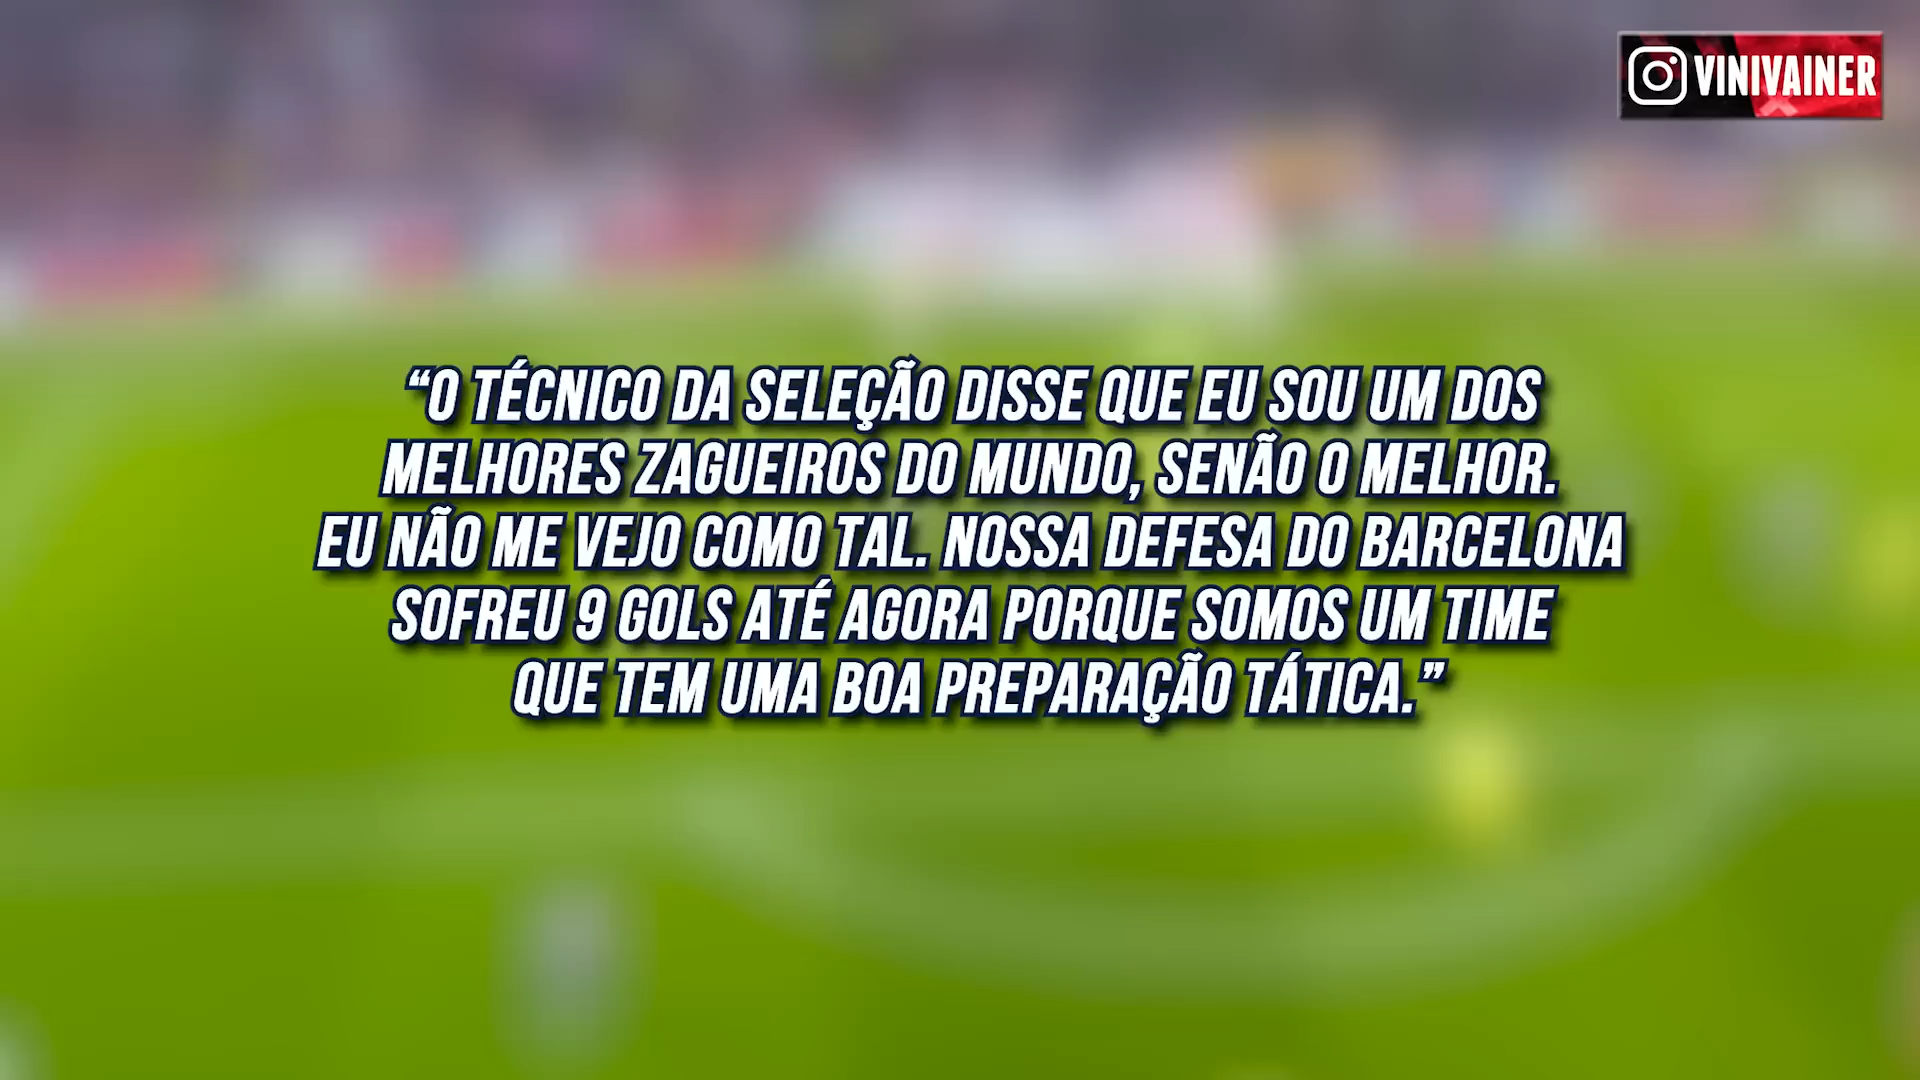 VINIVAINER
“O TÉCNICO DA SELEÇÃO DISSE QUE EU SOU UM DOS
MELHORES ZAGUEIROS DO MUNDO, SENÃO O MELHOR.
EU NÃO ME VEJO COMO TAL. NOSSA DEFESA DO BARCELONA
SOFREU 9 GOLS ATÉ AGORA PORQUE SOMOS UM TIME
QUE TEM UMA BOA PREPARAÇÃO TÁTICA.”